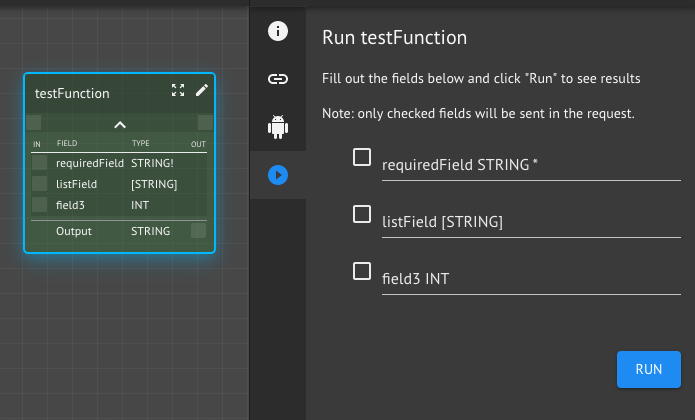 testFunction
IN FIELD TYPE OUT
requiredField STRING!
listField [STRING]
field3 INT
Output STRING
Run testFunction
Fill out the fields below and click "Run" to see results
Note: only checked fields will be sent in the request.
requiredField STRING *
listField [STRING]
field3 INT
RUN